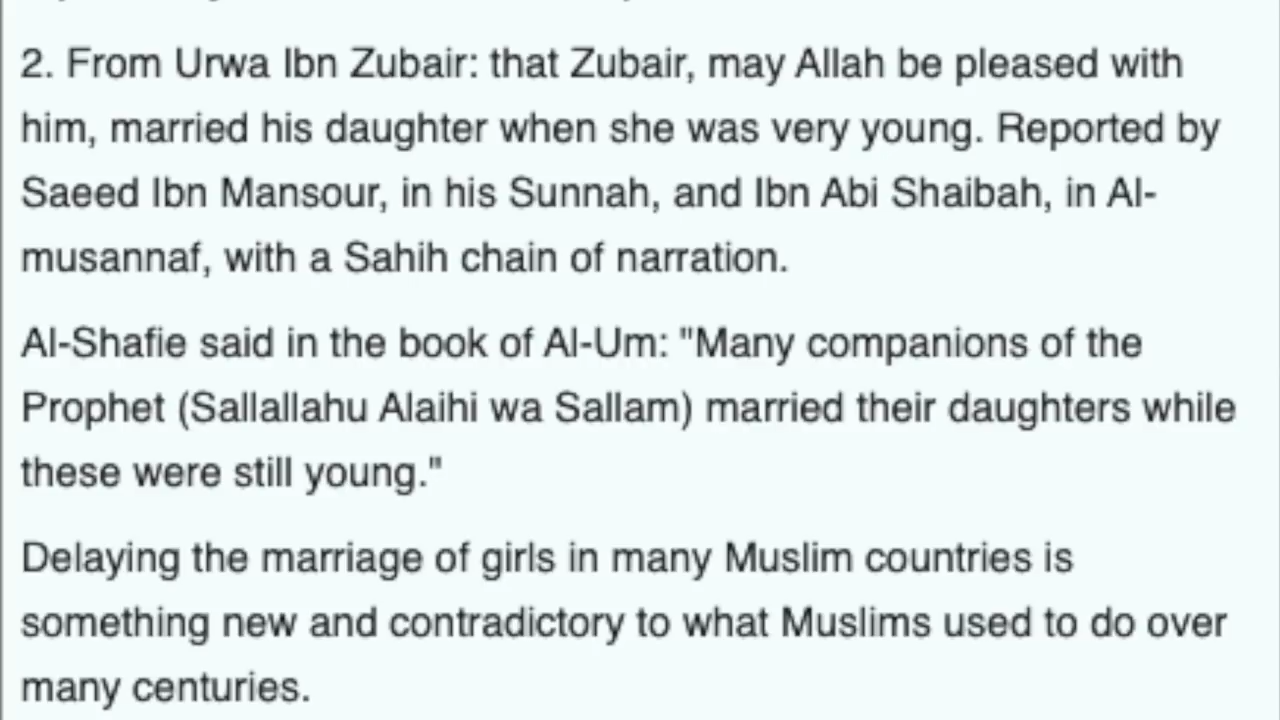 2. From Urwa Ibn Zubair: that Zubair, may Allah be pleased with
him, married his daughter when she was very young. Reported by
Saeed Ibn Mansour, in his Sunnah, and Ibn Abi Shaibah, in Al-
musannaf, with a Sahih chain of narration.
Al-Shafie said in the book of Al-Um: "Many companions of the
Prophet (Sallallahu Alaihi wa Sallam) married their daughters while
these were still young."
Delaying the marriage of girls in many Muslim countries is
something new and contradictory to what Muslims used to do over
many centuries.